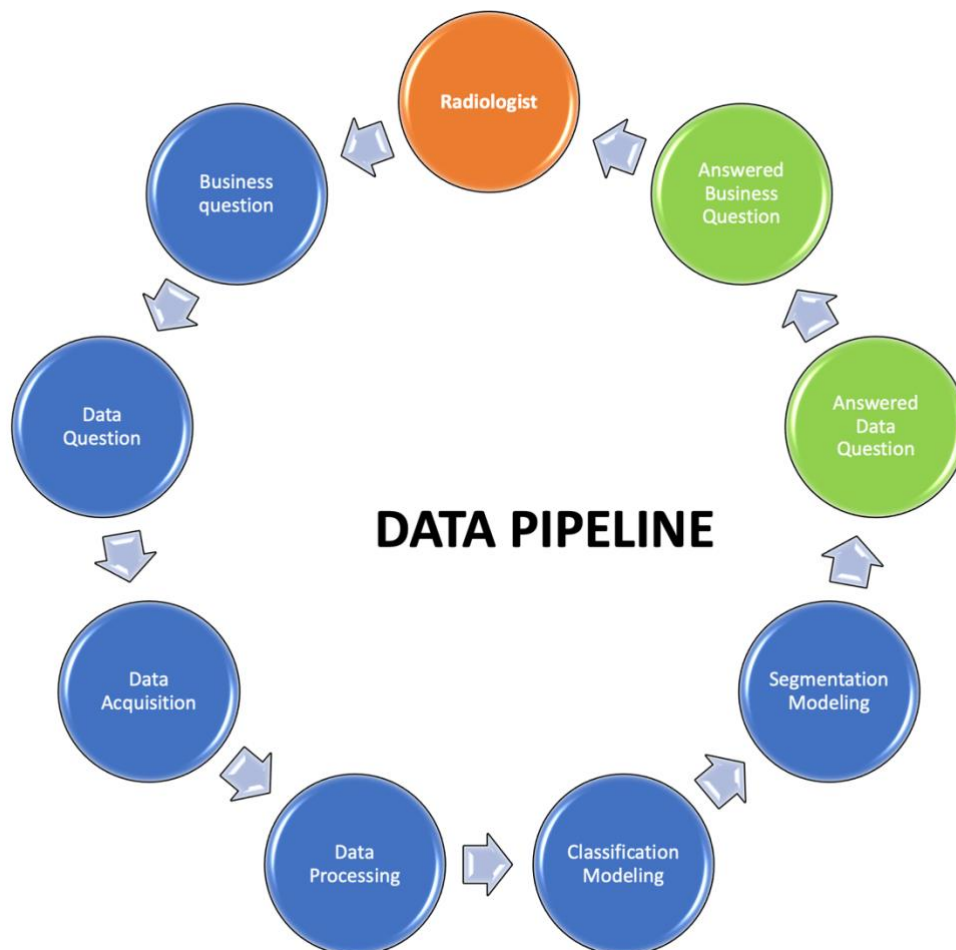 Radiologist
Business
question
Data
Question
Data
Acquisition
Data
Processing
Classification
Modeling
Segmentation
Modeling
Answered
Data
Question
Answered
Business
Question
DATA PIPELINE